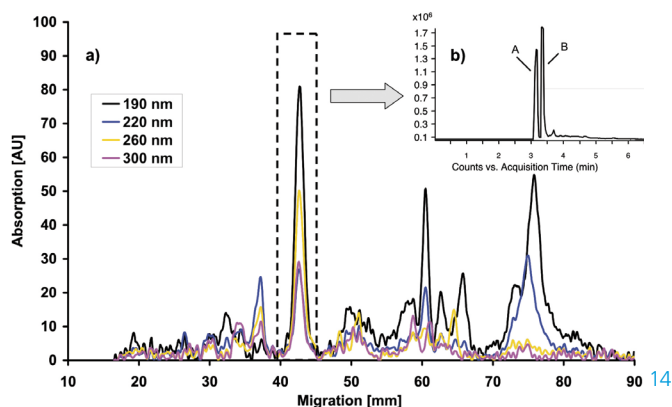 100
90
80
70
60
50
40
30
20
10
0
Absorption [AU]
a)
190 nm
220 nm
260 nm
300 nm
10 20 30 40 50 60 70 80 90
Migration [mm]
b)
x10⁶
1.7
1.5
1.3
1.1
0.9
0.7
0.5
0.3
0.1
A
B
1 2 3 4 5 6
Counts vs. Acquisition Time (min)
14